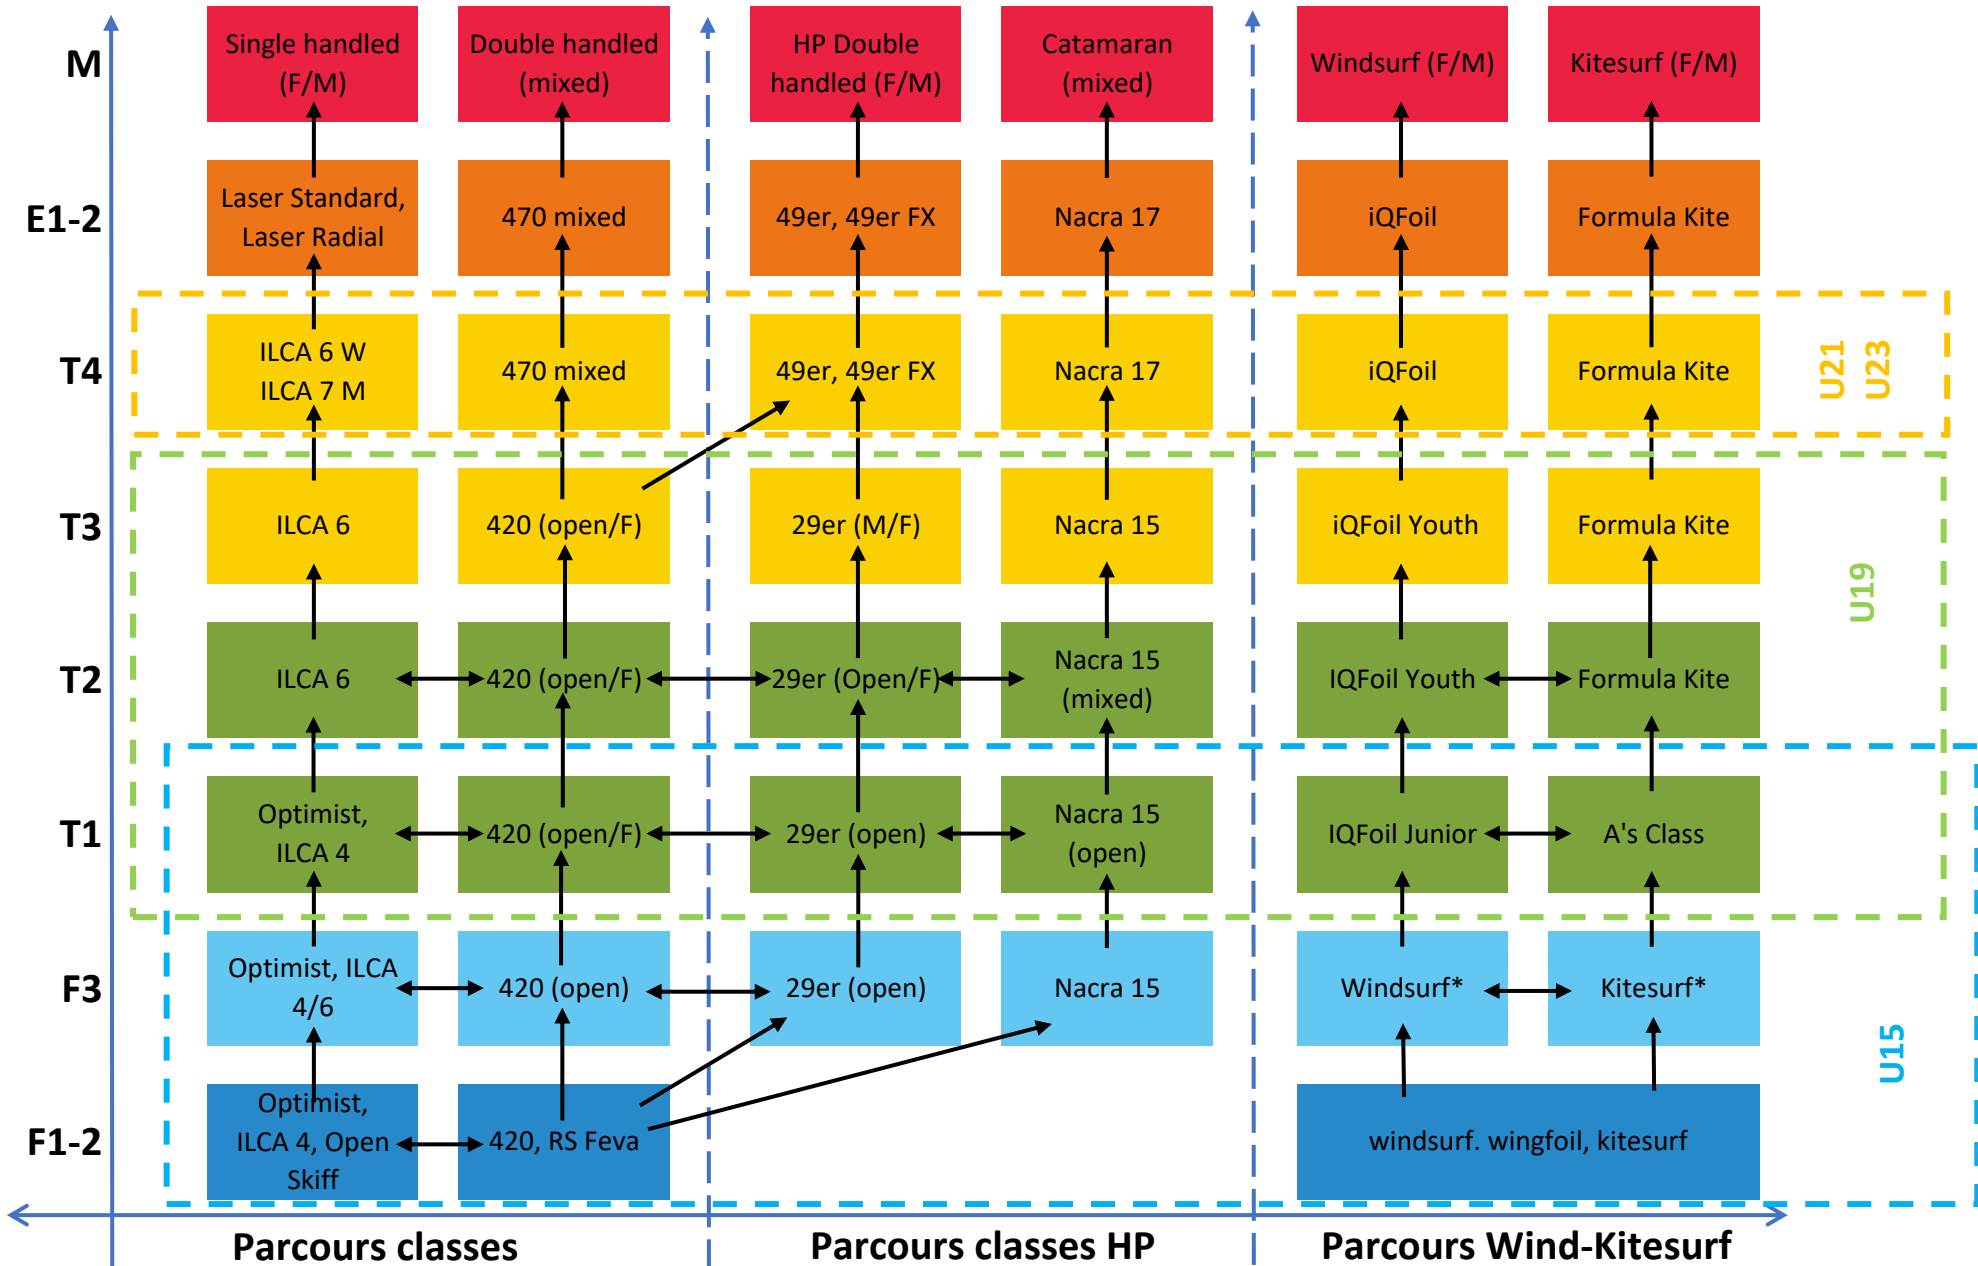 M
Single handled
(F/M)
Double handled
(mixed)
HP Double
handled (F/M)
Catamaran
(mixed)
Windsurf (F/M)
Kitesurf (F/M)
E1-2
Laser Standard,
Laser Radial
470 mixed
49er, 49er FX
Nacra 17
iQFoil
Formula Kite
T4
ILCA 6 W
ILCA 7 M
470 mixed
49er, 49er FX
Nacra 17
iQFoil
Formula Kite
U21
U23
T3
ILCA 6
420 (open/F)
29er (M/F)
Nacra 15
iQFoil Youth
Formula Kite
U19
T2
ILCA 6
420 (open/F)
29er (Open/F)
Nacra 15
(mixed)
IQFoil Youth
Formula Kite
T1
Optimist,
ILCA 4
420 (open/F)
29er (open)
Nacra 15
(open)
IQFoil Junior
A's Class
F3
Optimist, ILCA
4/6
420 (open)
29er (open)
Nacra 15
Windsurf*
Kitesurf*
U15
F1-2
Optimist,
ILCA 4, Open
Skiff
420, RS Feva
windsurf. wingfoil, kitesurf
Parcours classes
Parcours classes HP
Parcours Wind-Kitesurf